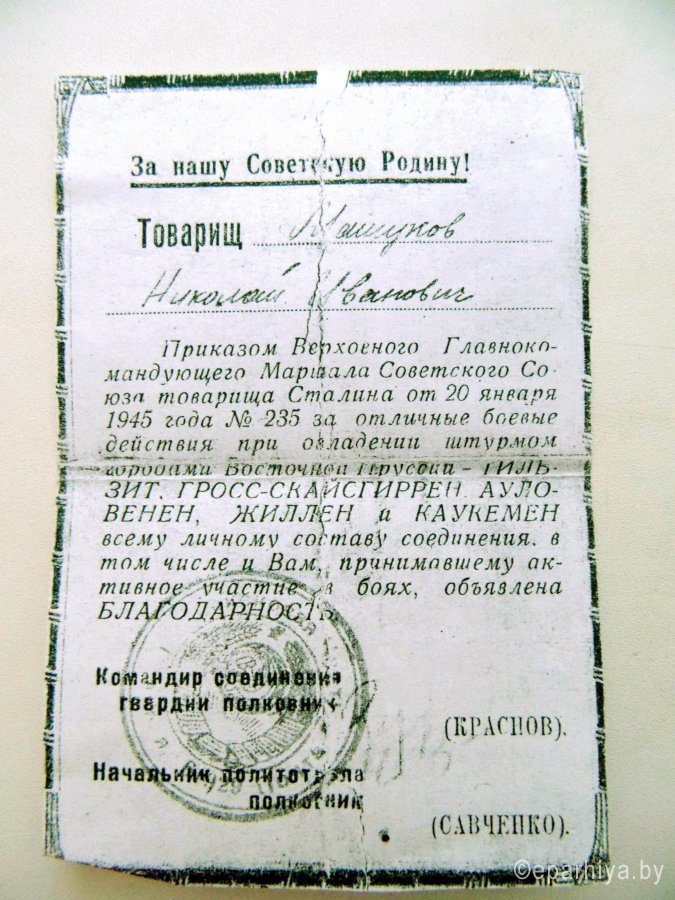 За нашу Советскую Родину!
Товарищ Машуков
Николай Иванович
Приказом Верховного Главноко-
мандующего Маршала Советского Со-
юза товарища Сталина от 20 января
1945 года № 235 за отличные боевые
действия при овладении штурмом
городами Восточной Пруссии - ТИЛЬ-
ЗИТ, ГРОСС-СКАЙСГИРРЕН, АУЛО-
ВЕНЕН, ЖИЛЛЕН и КАУКЕМЕН
всему личному составу соединения, в
том числе и Вам, принимавшему ак-
тивное участие в боях, объявлена
БЛАГОДАРНОСТЬ.
Командир соединения
гвардии полковник
(КРАСНОВ).
Начальник политотдела
полковник
(САВЧЕНКО).
©eparhiya.by